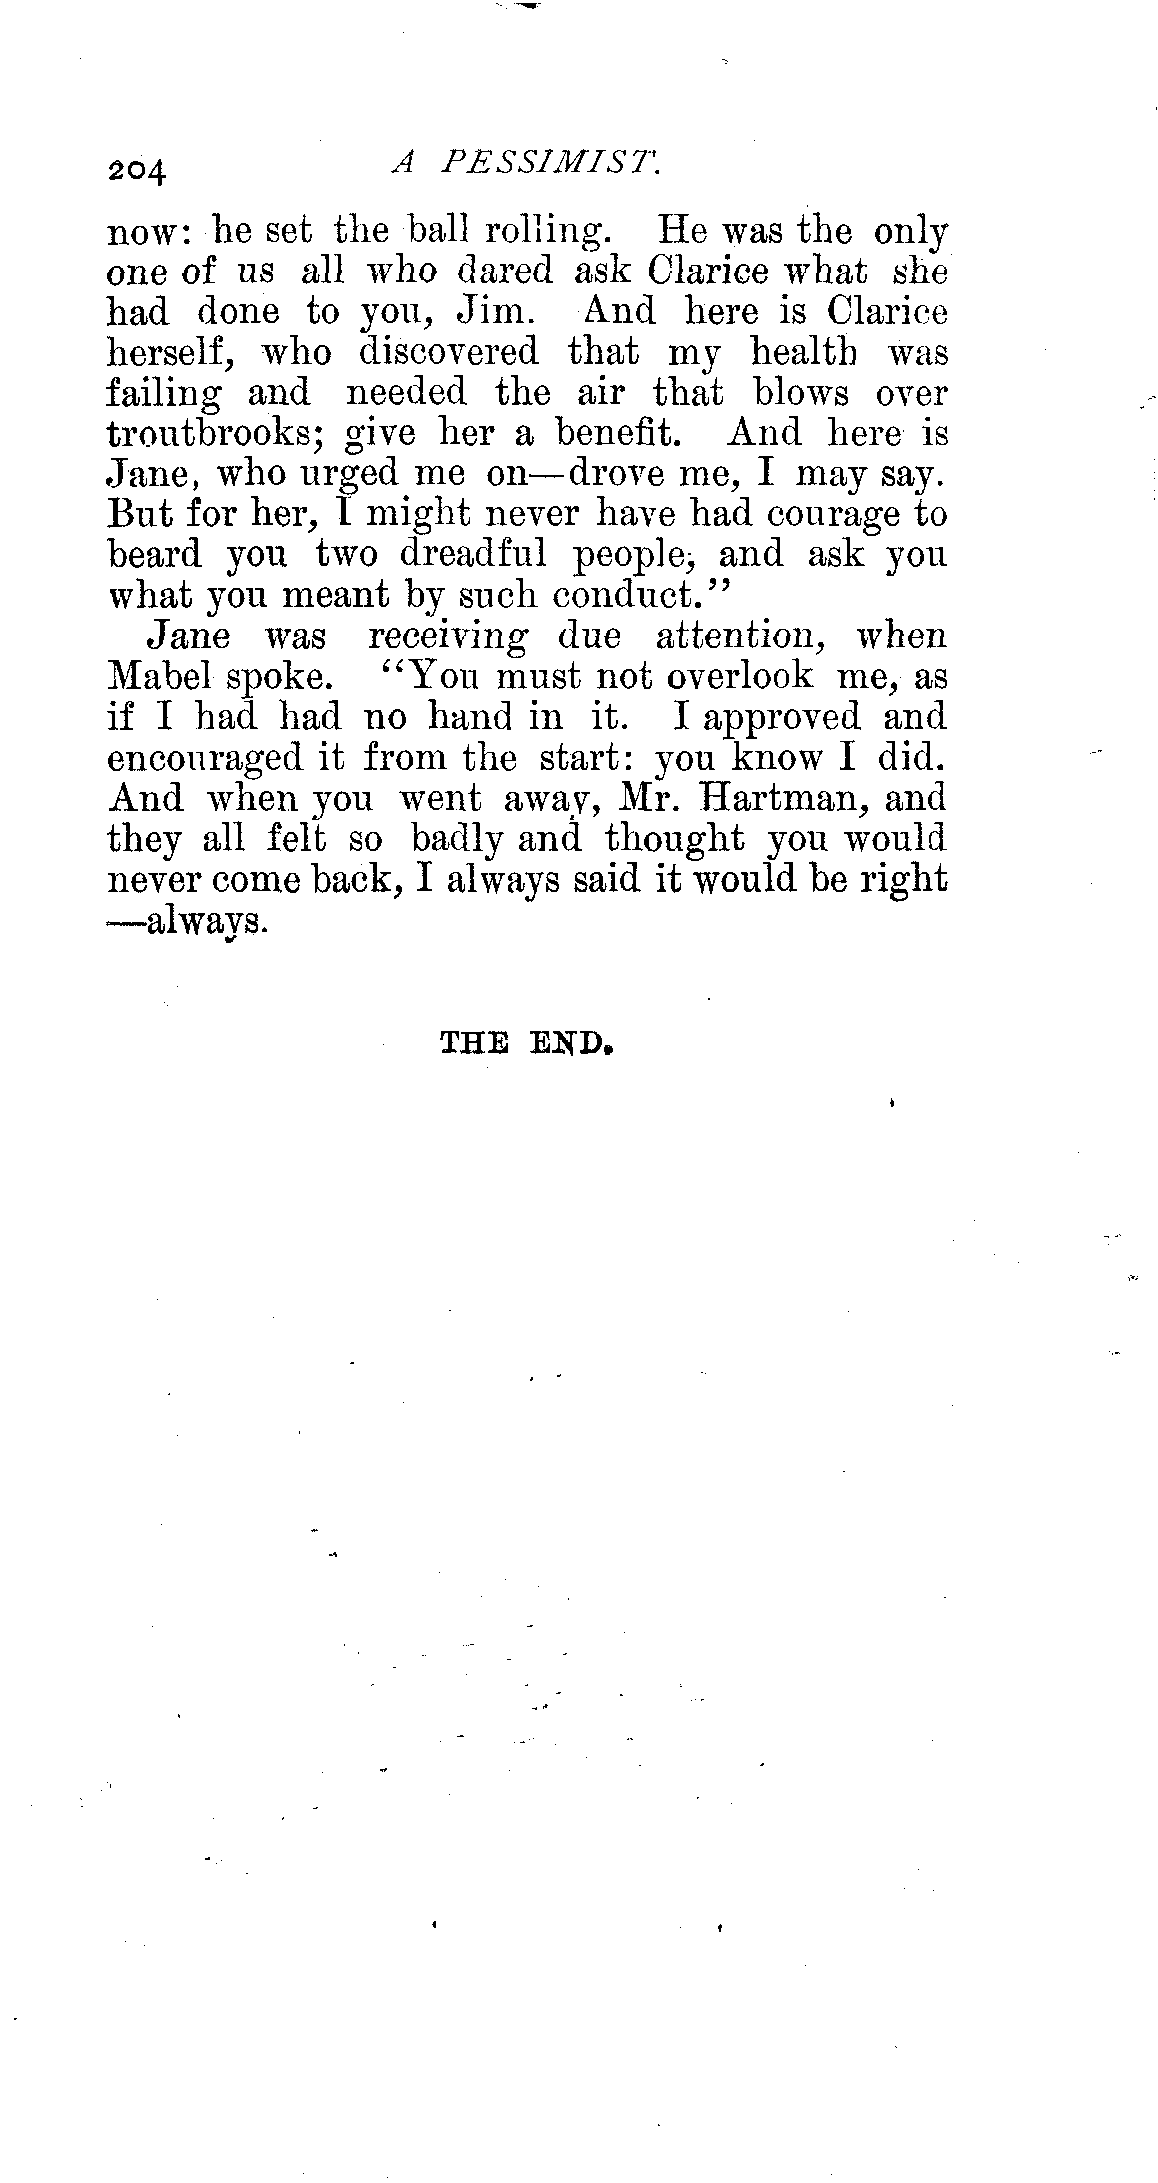 204 A PESSIMIST.
now: he set the ball rolling. He was the only
one of us all who dared ask Clarice what she
had done to you, Jim. And here is Clarice
herself, who discovered that my health was
failing and needed the air that blows over
troutbrooks; give her a benefit. And here is
Jane, who urged me on—drove me, I may say.
But for her, I might never have had courage to
beard you two dreadful people, and ask you
what you meant by such conduct.”
Jane was receiving due attention, when
Mabel spoke. “You must not overlook me, as
if I had had no hand in it. I approved and
encouraged it from the start: you know I did.
And when you went away, Mr. Hartman, and
they all felt so badly and thought you would
never come back, I always said it would be right
—always.
THE END.